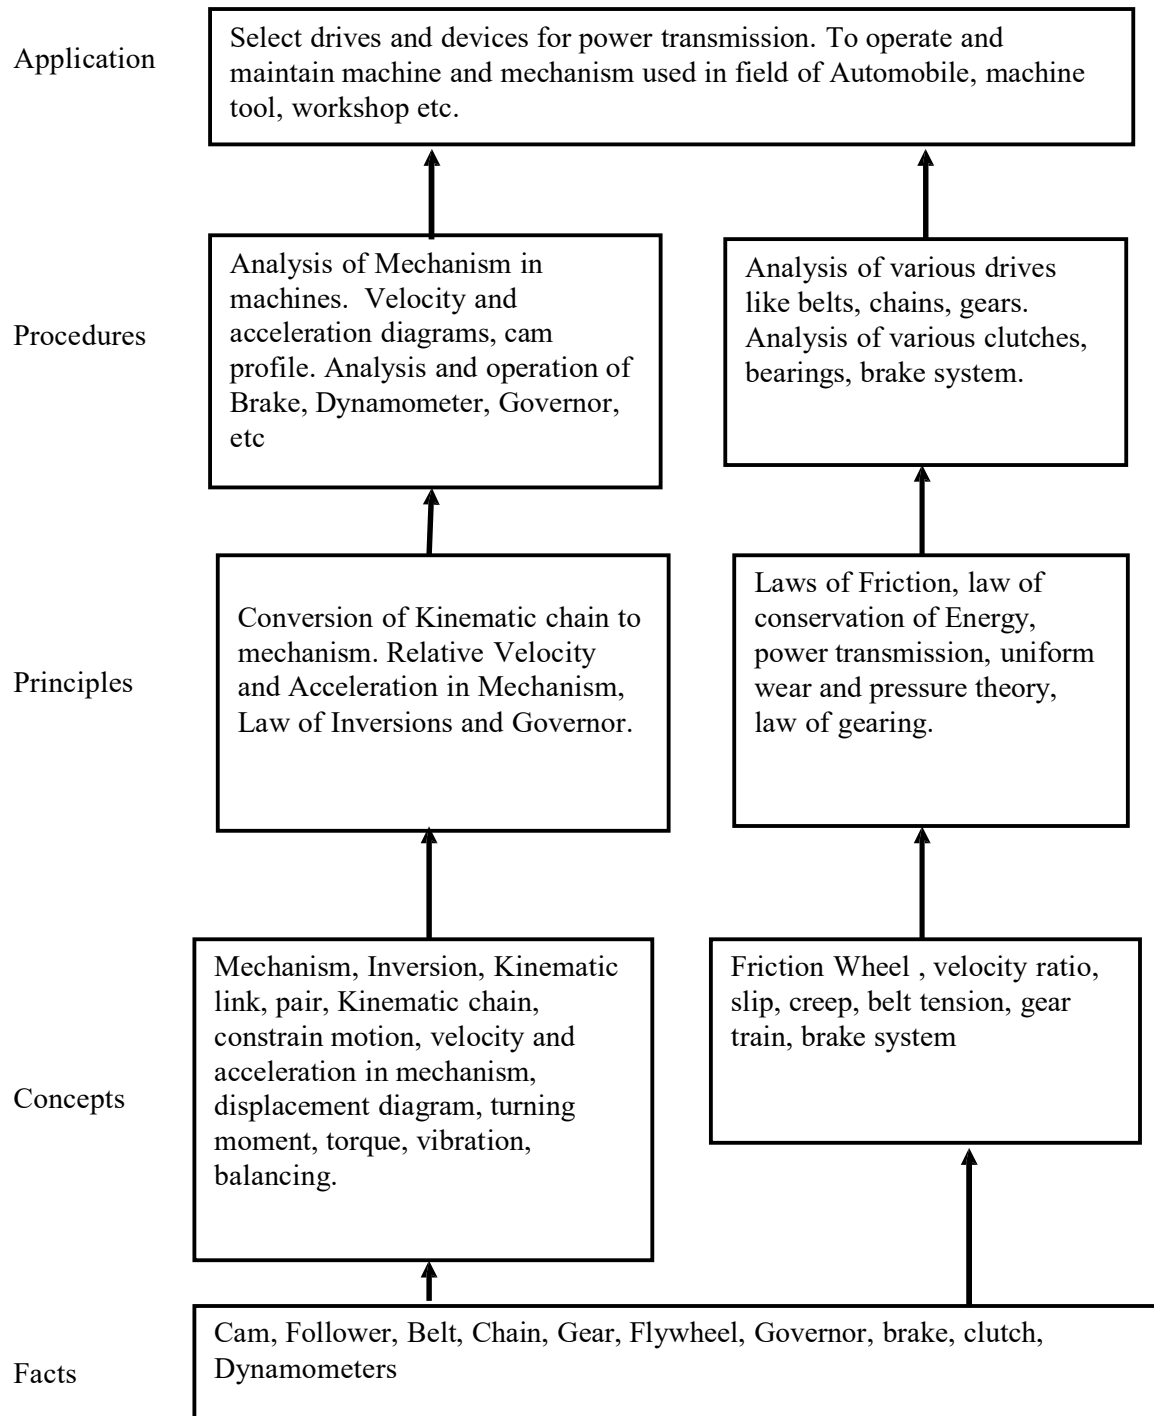 Application
Select drives and devices for power transmission. To operate and
maintain machine and mechanism used in field of Automobile, machine
tool, workshop etc.
Procedures
Analysis of Mechanism in
machines.  Velocity and
acceleration diagrams, cam
profile. Analysis and operation of
Brake, Dynamometer, Governor,
etc
Analysis of various drives
like belts, chains, gears.
Analysis of various clutches,
bearings, brake system.
Principles
Conversion of Kinematic chain to
mechanism. Relative Velocity
and Acceleration in Mechanism,
Law of Inversions and Governor.
Laws of Friction, law of
conservation of Energy,
power transmission, uniform
wear and pressure theory,
law of gearing.
Concepts
Mechanism, Inversion, Kinematic
link, pair, Kinematic chain,
constrain motion, velocity and
acceleration in mechanism,
displacement diagram, turning
moment, torque, vibration,
balancing.
Friction Wheel , velocity ratio,
slip, creep, belt tension, gear
train, brake system
Facts
Cam, Follower, Belt, Chain, Gear, Flywheel, Governor, brake, clutch,
Dynamometers